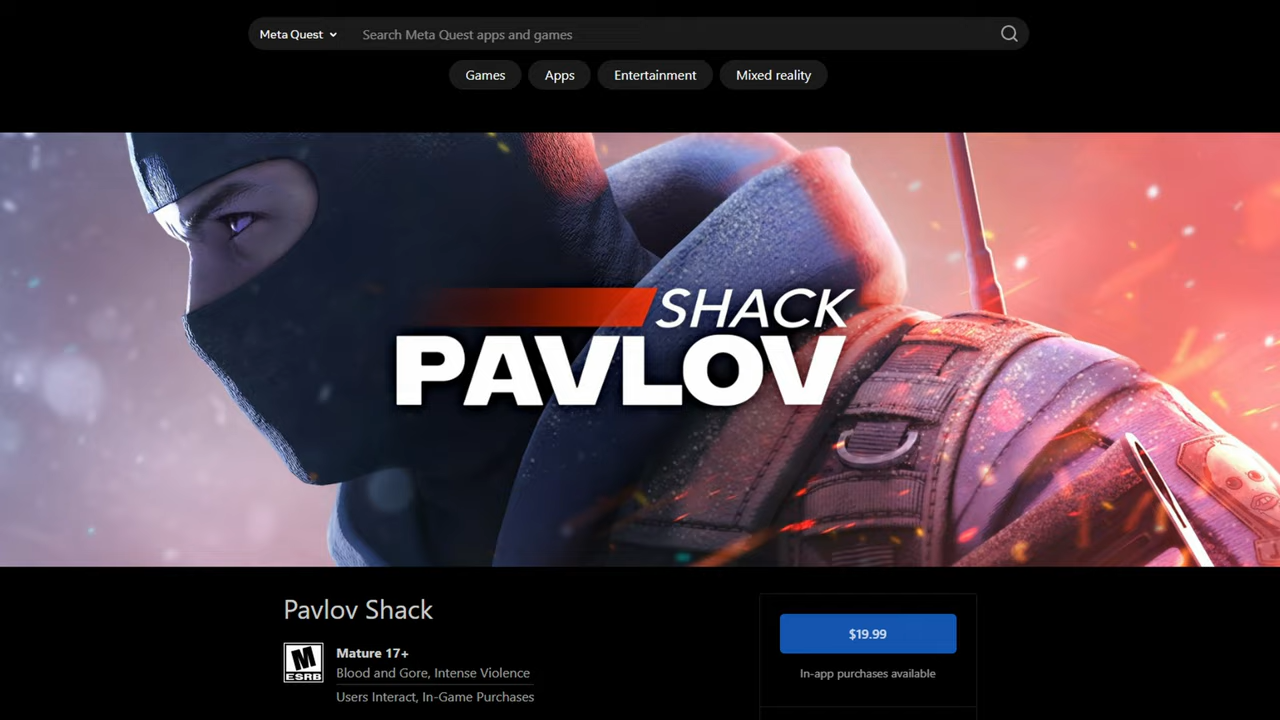 Meta Quest
Search Meta Quest apps and games
Games Apps Entertainment Mixed reality
SHACK
PAVLOV
Pavlov Shack
$19.99
M
ESRB
Mature 17+
Blood and Gore, Intense Violence
In-app purchases available
Users Interact, In-Game Purchases